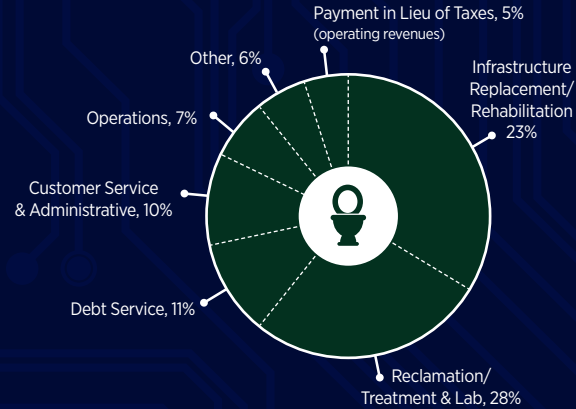 Payment in Lieu of Taxes, 5%
(operating revenues)
Other, 6%
Infrastructure
Replacement/
Rehabilitation
23%
Operations, 7%
Customer Service
& Administrative, 10%
Debt Service, 11%
Reclamation/
Treatment & Lab, 28%